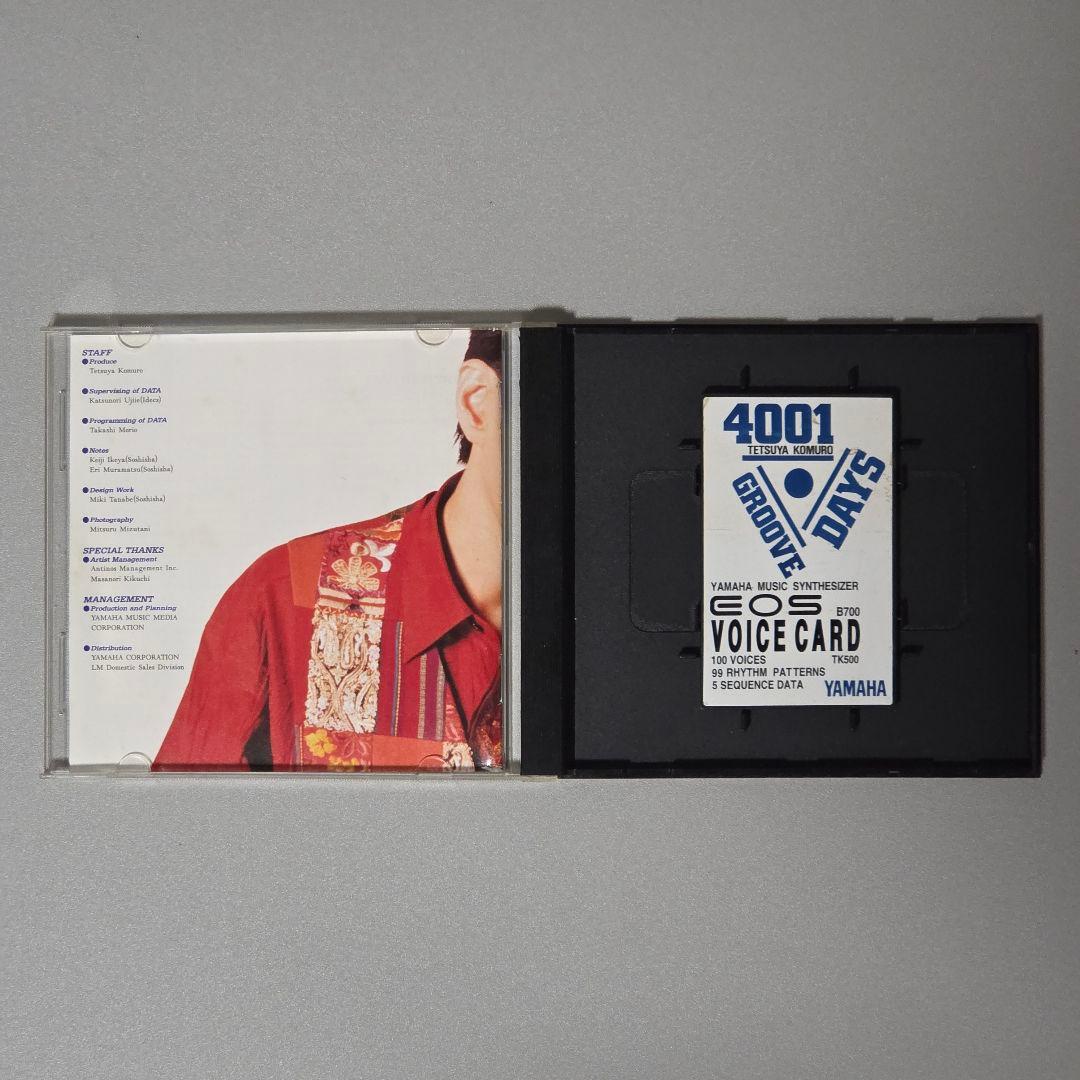 STAFF
●Produce
Tetsuya Komuro
●Supervising of DATA
Katsunori Ujiie(Idecs)
●Programming of DATA
Takashi Morio
●Notes
Keiji Ikeya(Soshisha)
Eri Muramatsu(Soshisha)
●Design Work
Miki Tanabe(Soshisha)
●Photography
Mitsuru Mizutani
SPECIAL THANKS
●Artist Management
Antinos Management Inc.
Masanori Kikuchi
MANAGEMENT
●Production and Planning
YAMAHA MUSIC MEDIA
CORPORATION
●Distribution
YAMAHA CORPORATION
LM Domestic Sales Division
4001
TETSUYA KOMURO
GROOVE
DAYS
YAMAHA MUSIC SYNTHESIZER
EOS B700
VOICE CARD
100 VOICES TK500
99 RHYTHM PATTERNS
5 SEQUENCE DATA YAMAHA